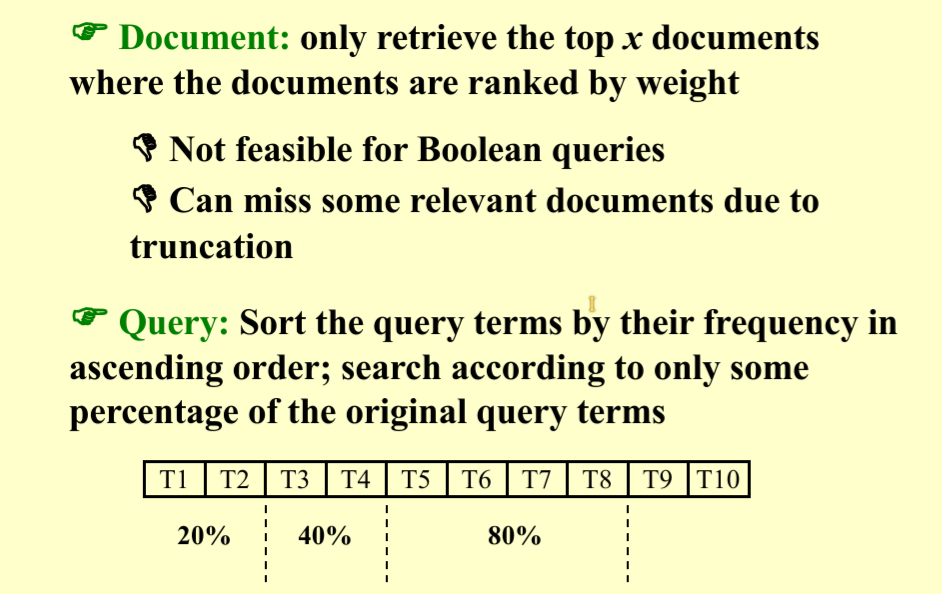 ☞ Document: only retrieve the top x documents
where the documents are ranked by weight
👎 Not feasible for Boolean queries
👎 Can miss some relevant documents due to
truncation
☞ Query: Sort the query terms by their frequency in
ascending order; search according to only some
percentage of the original query terms
T1 T2 T3 T4 T5 T6 T7 T8 T9 T10
20% 40% 80%